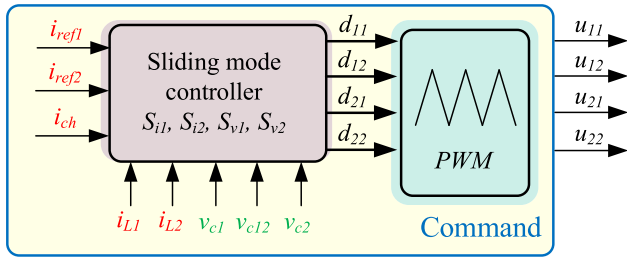 i_ref1
i_ref2
i_ch
Sliding mode
controller
S_i1, S_i2, S_v1, S_v2
d_11
d_12
d_21
d_22
PWM
u_11
u_12
u_21
u_22
i_L1 i_L2 v_c1 v_c12 v_c2
Command